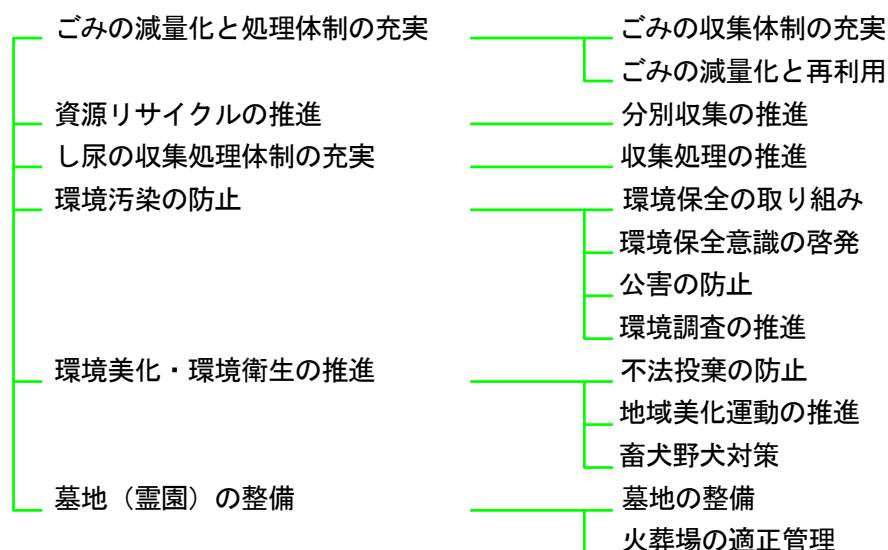 ごみの減量化と処理体制の充実 ごみの収集体制の充実
ごみの減量化と再利用
資源リサイクルの推進 分別収集の推進
し尿の収集処理体制の充実 収集処理の推進
環境汚染の防止 環境保全の取り組み
環境保全意識の啓発
公害の防止
環境調査の推進
環境美化・環境衛生の推進 不法投棄の防止
地域美化運動の推進
畜犬野犬対策
墓地（霊園）の整備 墓地の整備
火葬場の適正管理